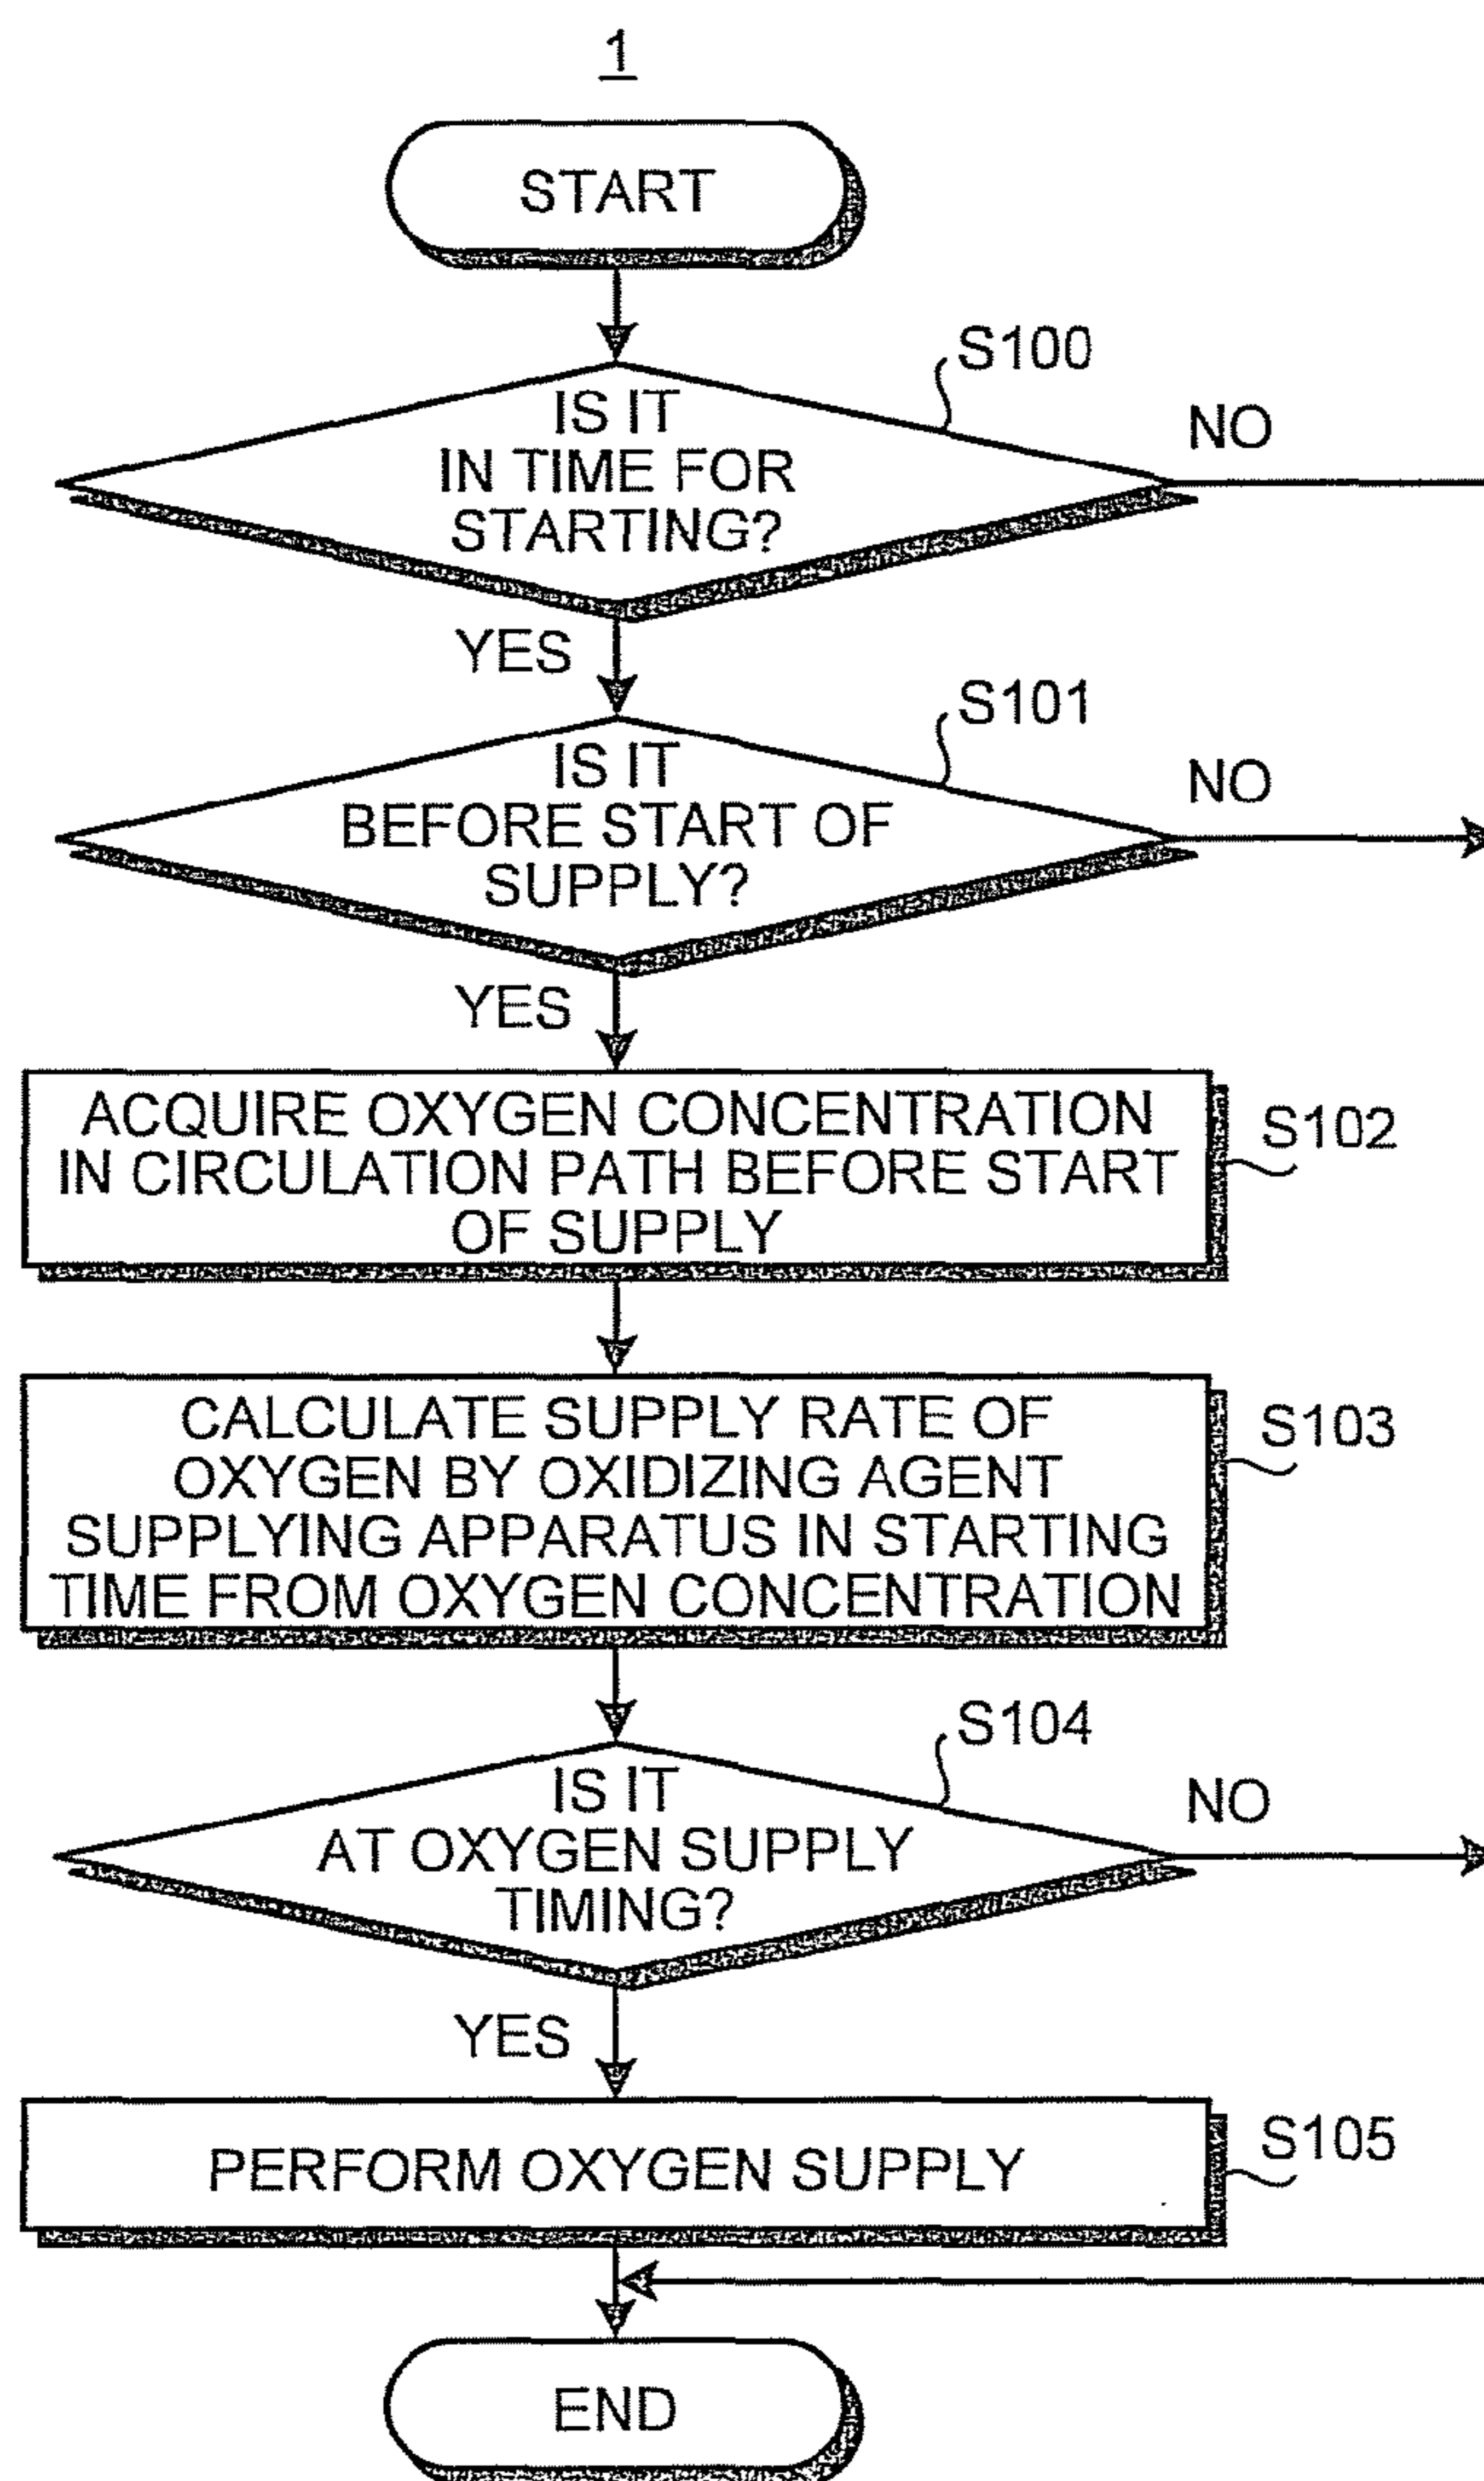 1
START
S100
IS IT
IN TIME FOR
STARTING?
NO
YES
S101
IS IT
BEFORE START OF
SUPPLY?
NO
YES
ACQUIRE OXYGEN CONCENTRATION
IN CIRCULATION PATH BEFORE START
OF SUPPLY
S102
CALCULATE SUPPLY RATE OF
OXYGEN BY OXIDIZING AGENT
SUPPLYING APPARATUS IN STARTING
TIME FROM OXYGEN CONCENTRATION
S103
S104
IS IT
AT OXYGEN SUPPLY
TIMING?
NO
YES
PERFORM OXYGEN SUPPLY
S105
END